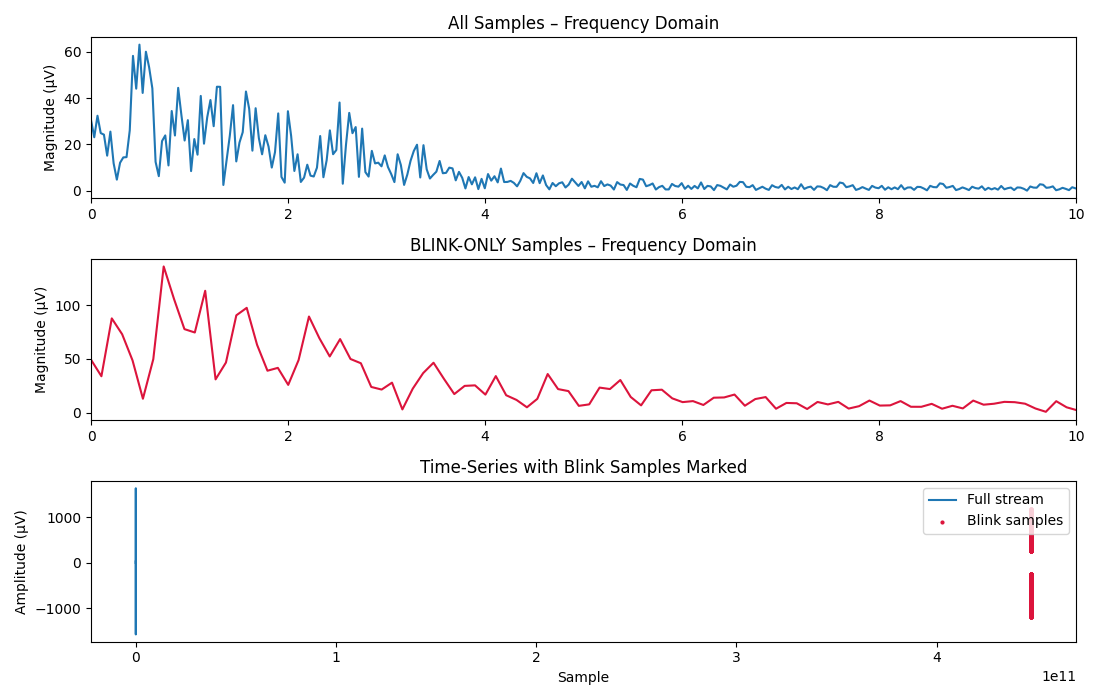 All Samples – Frequency Domain
60
40
20
0
Magnitude (µV)
0 2 4 6 8 10
BLINK-ONLY Samples – Frequency Domain
100
50
0
Magnitude (µV)
0 2 4 6 8 10
Time-Series with Blink Samples Marked
Full stream
Blink samples
1000
0
−1000
Amplitude (µV)
0 1 2 3 4
1e11
Sample